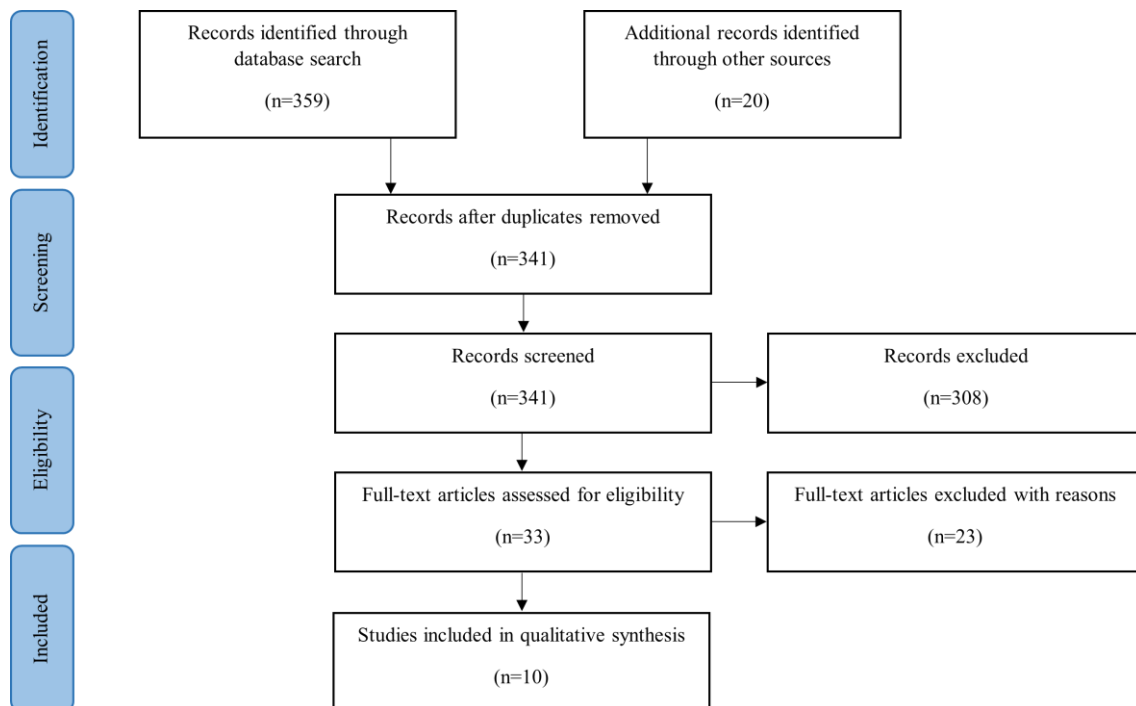 Identification
Records identified through
database search
(n=359)
Additional records identified
through other sources
(n=20)
Screening
Records after duplicates removed
(n=341)
Records screened
(n=341)
Records excluded
(n=308)
Eligibility
Full-text articles assessed for eligibility
(n=33)
Full-text articles excluded with reasons
(n=23)
Included
Studies included in qualitative synthesis
(n=10)